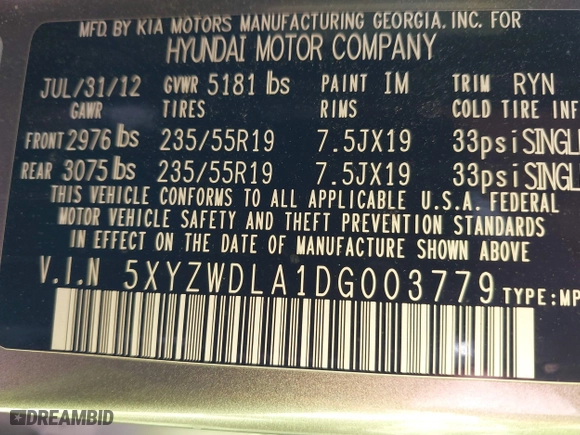 MFD. BY KIA MOTORS MANUFACTURING GEORGIA. INC. FOR
HYUNDAI MOTOR COMPANY
JUL/31/12 GVWR 5181 lbs PAINT IM TRIM RYN
GAWR TIRES RIMS COLD TIRE INF
FRONT 2976 lbs 235/55R19 7.5JX19 33psi SINGL
REAR 3075 lbs 235/55R19 7.5JX19 33psi SINGL
THIS VEHICLE CONFORMS TO ALL APPLICABLE U.S.A. FEDERAL
MOTOR VEHICLE SAFETY AND THEFT PREVENTION STANDARDS
IN EFFECT ON THE DATE OF MANUFACTURE SHOWN ABOVE.
V.I.N 5XYZWDLA1DG003779 TYPE:MP
DREAMBID